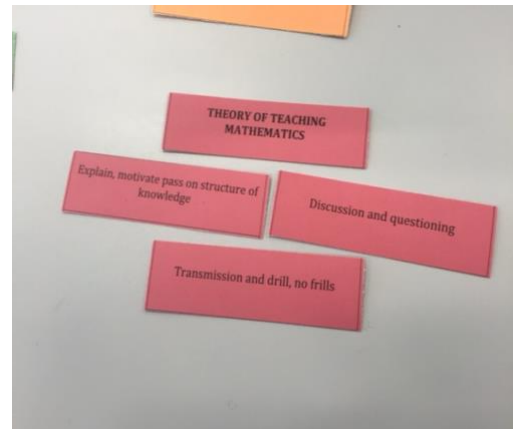 THEORY OF TEACHING
MATHEMATICS
Explain, motivate pass on structure of
knowledge
Discussion and questioning
Transmission and drill, no frills